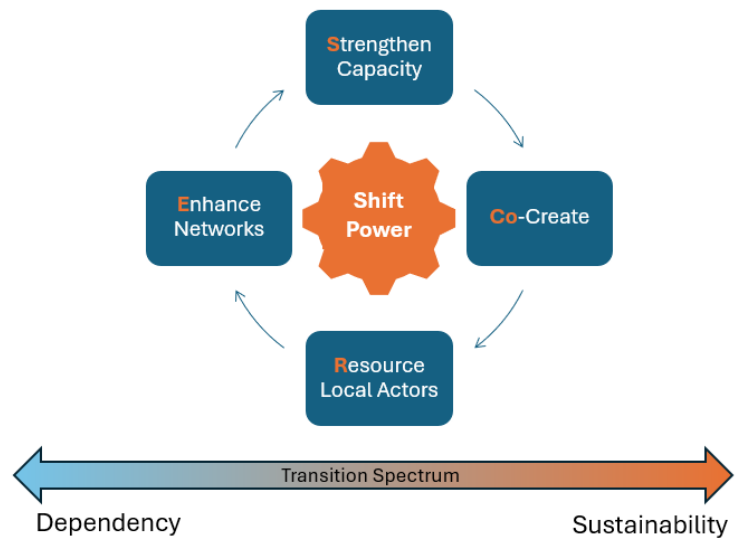 Strengthen
Capacity
Enhance
Networks
Shift
Power
Co-Create
Resource
Local Actors
Transition Spectrum
Dependency
Sustainability